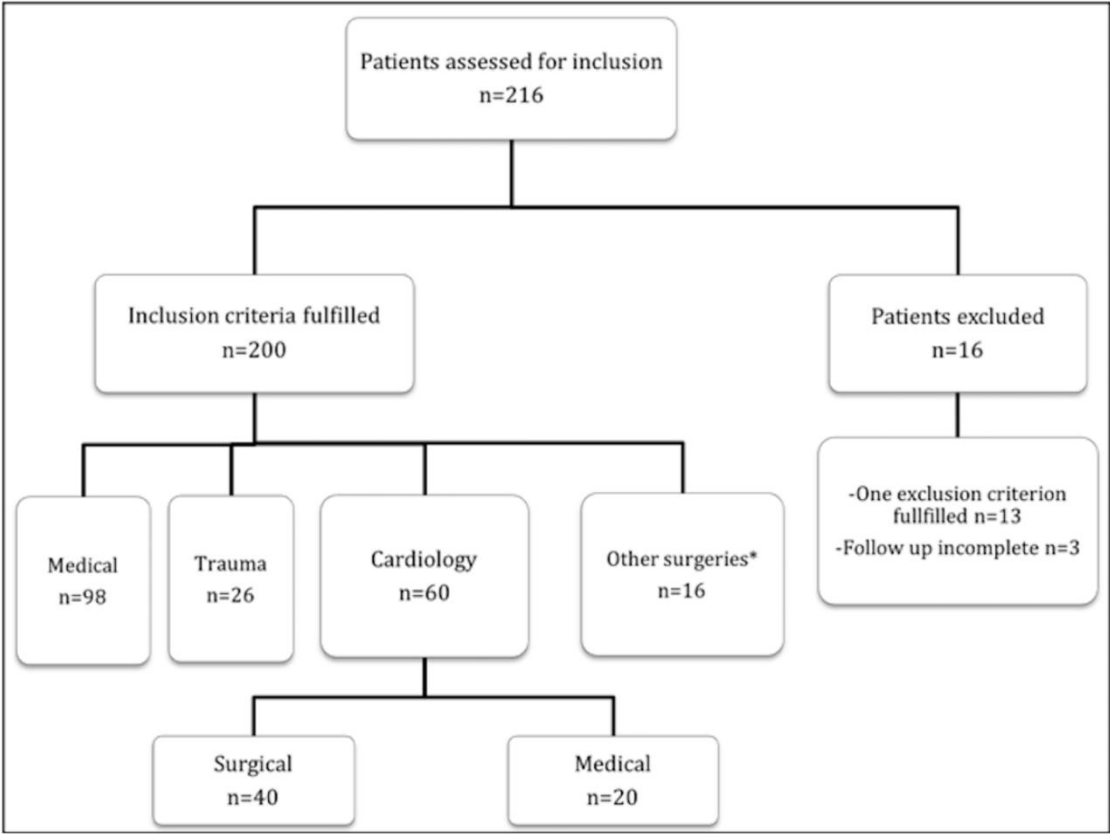 Patients assessed for inclusion
n=216
Inclusion criteria fulfilled
n=200
Patients excluded
n=16
-One exclusion criterion
fullfilled n=13
-Follow up incomplete n=3
Medical
n=98
Trauma
n=26
Cardiology
n=60
Other surgeries*
n=16
Surgical
n=40
Medical
n=20